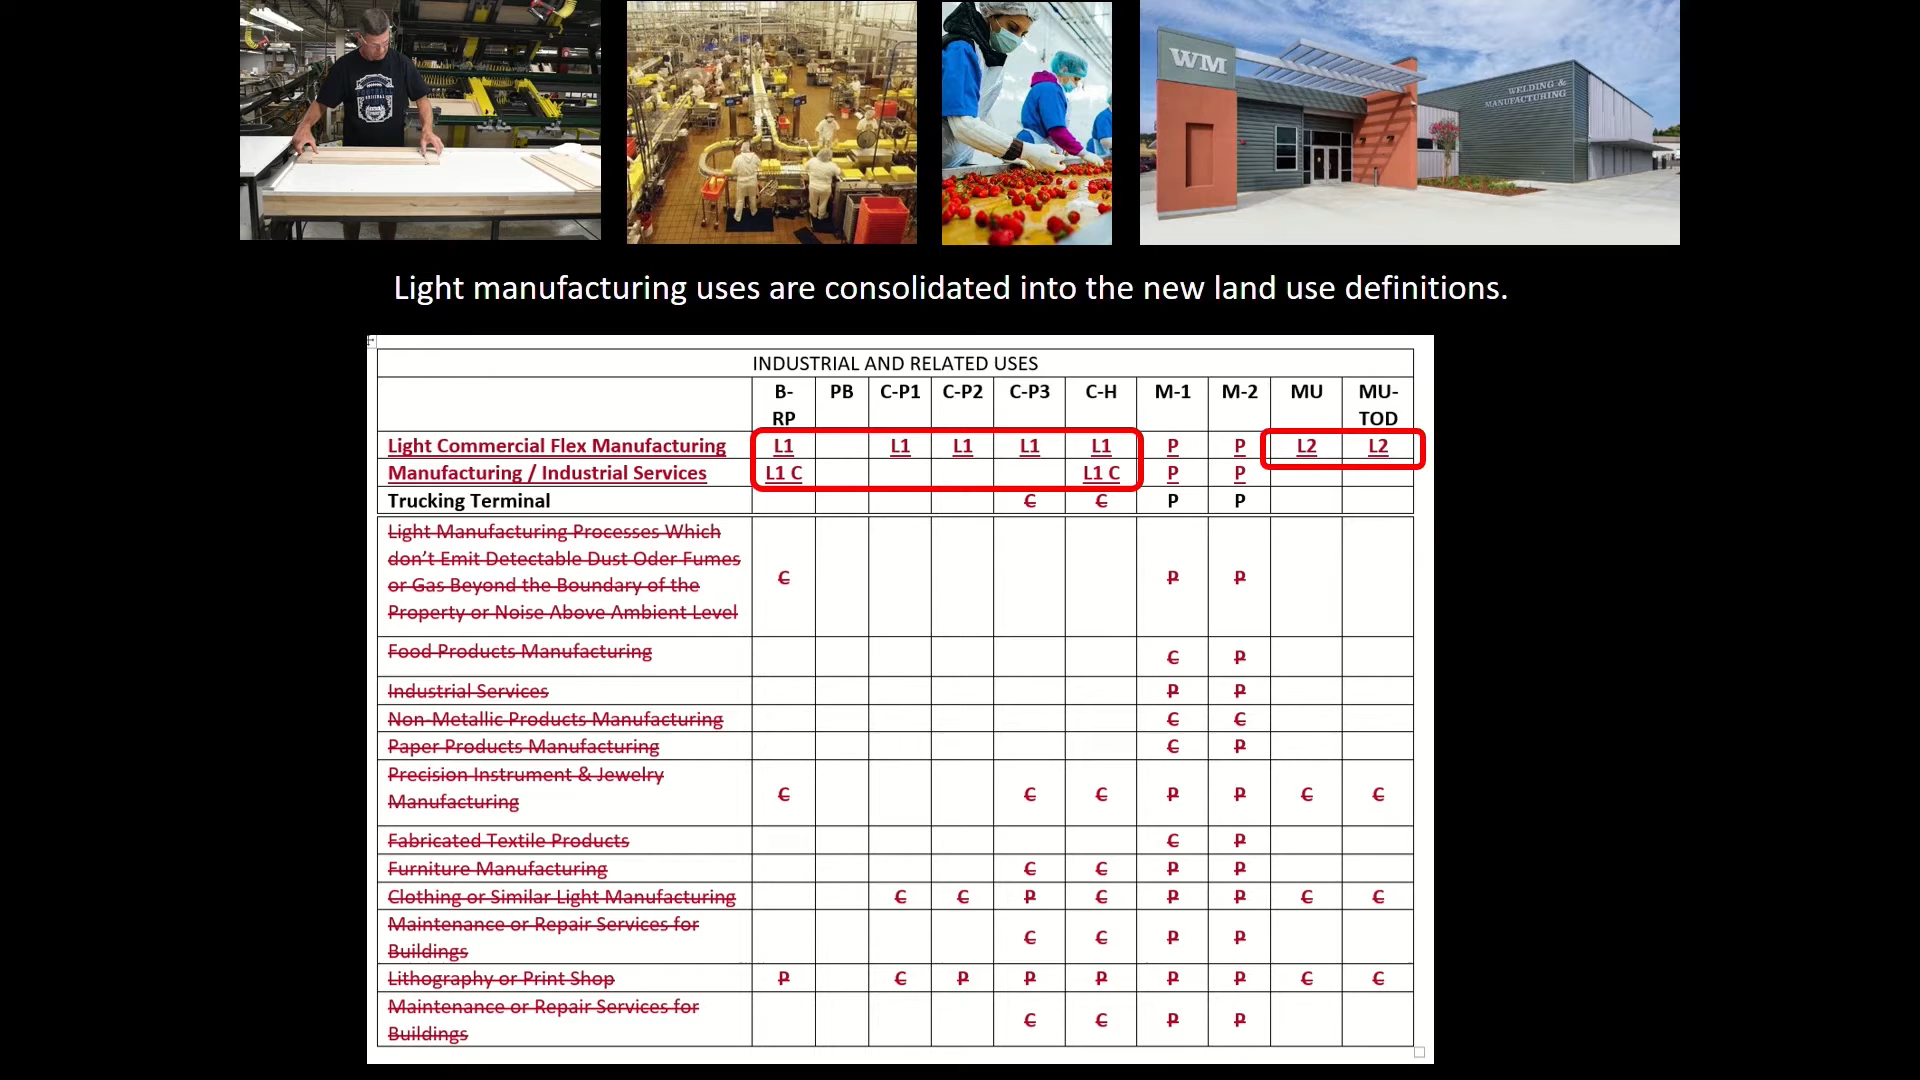 WM
WELDING &
MANUFACTURING
Light manufacturing uses are consolidated into the new land use definitions.
INDUSTRIAL AND RELATED USES
B-RP PB C-P1 C-P2 C-P3 C-H M-1 M-2 MU MU-TOD
Light Commercial Flex Manufacturing L1 L1 L1 L1 L1 P P L2 L2
Manufacturing / Industrial Services L1 C L1 C P P
Trucking Terminal C C P P
Light Manufacturing Processes Which
don't Emit Detectable Dust Oder Fumes
or Gas Beyond the Boundary of the
Property or Noise Above Ambient Level
C P P
Food Products Manufacturing C P
Industrial Services P P
Non-Metallic Products Manufacturing C C
Paper Products Manufacturing C P
Precision Instrument & Jewelry
Manufacturing
C C C P P C C
Fabricated Textile Products C P
Furniture Manufacturing C C P P
Clothing or Similar Light Manufacturing C C P C P P C C
Maintenance or Repair Services for
Buildings
C C P P
Lithography or Print Shop P C P P P P P C C
Maintenance or Repair Services for
Buildings
C C P P